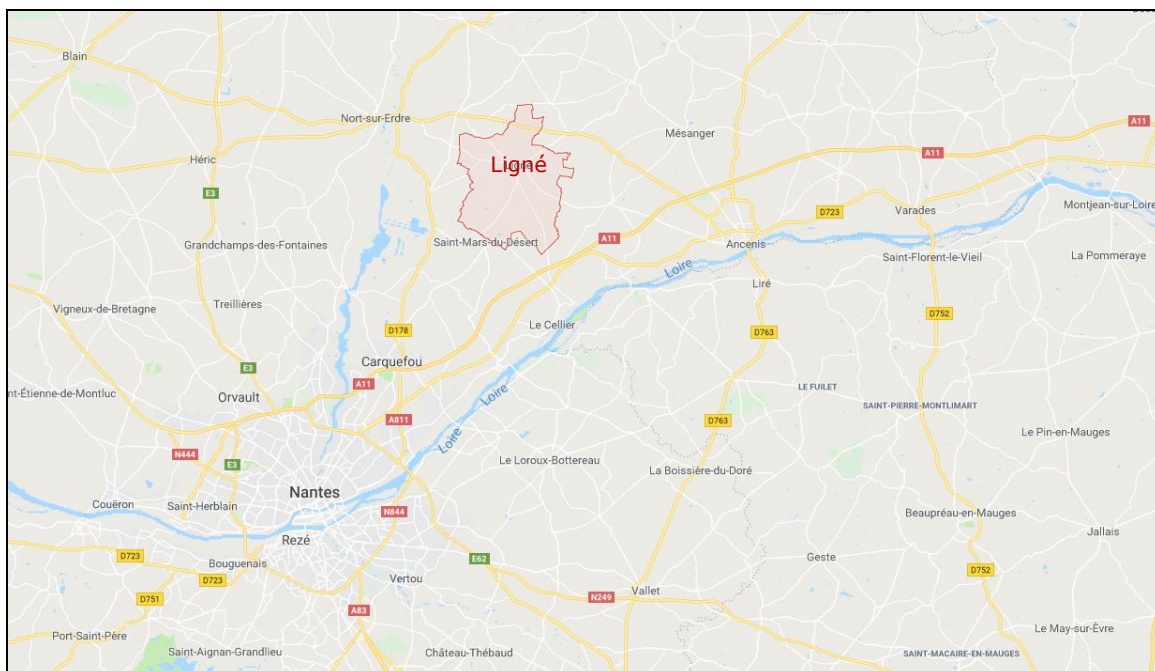 Blain
A11
Nort-sur-Erdre
Mésanger
A11
Héric
Ligné
E3
Montjean-sur-Loire
D723
Varades
Grandchamps-des-Fontaines
Saint-Mars-du-Désert
A11
Ancenis
Saint-Florent-le-Vieil
La Pommeraye
Loire
Liré
Treillières
Vigneux-de-Bretagne
D752
Le Cellier
D178
D763
Carquefou
E3
A11
LE FUILET
nt-Étienne-de-Montluc
Orvault
Loire
SAINT-PIERRE-MONTLIMART
A811
D763
Le Pin-en-Mauges
Loire
N444
E3
Le Loroux-Bottereau
La Boissière-du-Doré
Nantes
Couëron
Saint-Herblain
N844
Beaupréau-en-Mauges
Jallais
Rezé
D723
Bouguenais
E62
Geste
D723
Vertou
D752
Vallet
D751
N249
A83
Port-Saint-Père
Le May-sur-Èvre
Saint-Aignan-Grandlieu
Château-Thébaud
SAINT-MACAIRE-EN-MAUGES